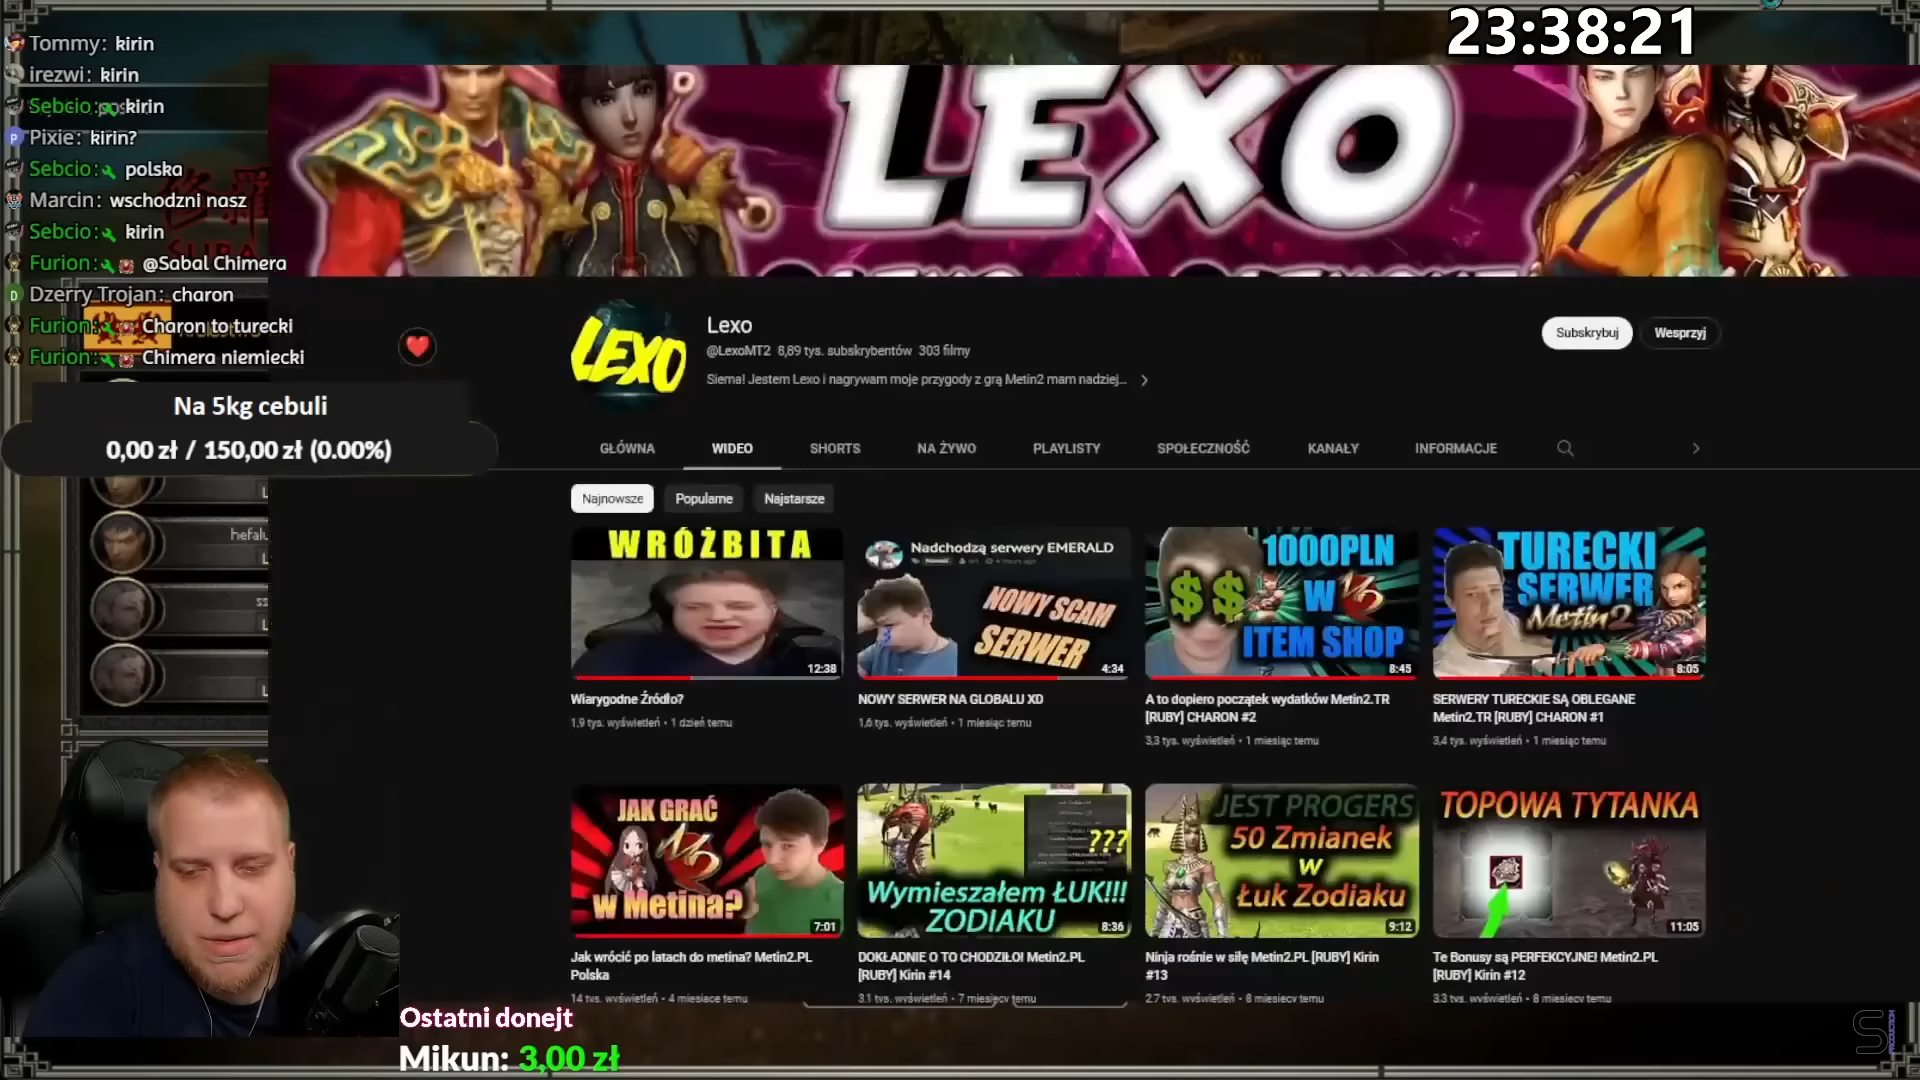 23:38:21
Tommy: kirin
irezwi: kirin
Sebcio: kirin
Pixie: kirin?
Sebcio: polska
Marcin: wschodzni nasz
Sebcio: kirin
Furion: @Sabal Chimera
Dzerry Trojan: charon
Furion: Charon to turecki
Furion: Chimera niemiecki
Na 5kg cebuli
0,00 zł / 150,00 zł (0.00%)
LEXO
LEXO
Lexo
@LexoMT2 8,89 tys. subskrybentów 303 filmy
Siema! Jestem Lexo i nagrywam moje przygody z grą Metin2 mam nadziej...
Subskrybuj
Wesprzyj
GŁÓWNA WIDEO SHORTS NA ŻYWO PLAYLISTY SPOŁECZNOŚĆ KANAŁY INFORMACJE
Najnowsze Popularne Najstarsze
WRÓŻBITA
12:38
Wiarygodne Źródło?
1,9 tys. wyświetleń • 1 dzień temu
Nadchodzą serwery EMERALD
NOWY SCAM
SERWER
4:34
NOWY SERWER NA GLOBALU XD
1,6 tys. wyświetleń • 1 miesiąc temu
1000PLN
W M2
$$
ITEM SHOP
8:45
A to dopiero początek wydatków Metin2.TR
[RUBY] CHARON #2
3,3 tys. wyświetleń • 1 miesiąc temu
TURECKI
SERWER
Metin2
8:05
SERWERY TURECKIE SĄ OBLEGANE
Metin2.TR [RUBY] CHARON #1
3,4 tys. wyświetleń • 1 miesiąc temu
JAK GRAĆ
M2
w Metina?
7:01
Jak wrócić po latach do metina? Metin2.PL
Polska
14 tys. wyświetleń • 4 miesiące temu
???
Wymieszałem ŁUK!!!
ZODIAKU
8:36
DOKŁADNIE O TO CHODZIŁO! Metin2.PL
[RUBY] Kirin #14
3,1 tys. wyświetleń • 7 miesięcy temu
JEST PROGERS
50 Zmianek
w
Łuk Zodiaku
9:12
Ninja rośnie w siłę Metin2.PL [RUBY] Kirin
#13
2,7 tys. wyświetleń • 8 miesięcy temu
TOPOWA TYTANKA
11:05
Te Bonusy są PERFEKCYJNE! Metin2.PL
[RUBY] Kirin #12
3,3 tys. wyświetleń • 8 miesięcy temu
hefalu
Ostatni donejt
Mikun: 3,00 zł